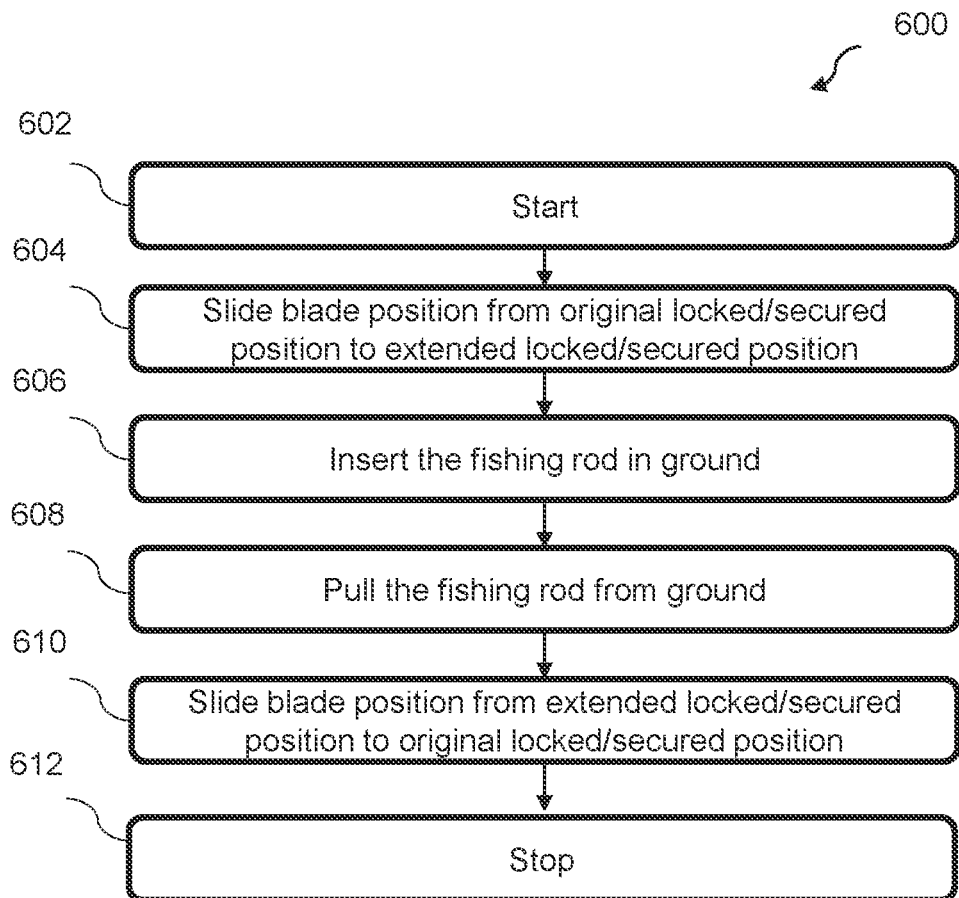 600
602
Start
604
Slide blade position from original locked/secured
position to extended locked/secured position
606
Insert the fishing rod in ground
608
Pull the fishing rod from ground
610
Slide blade position from extended locked/secured
position to original locked/secured position
612
Stop